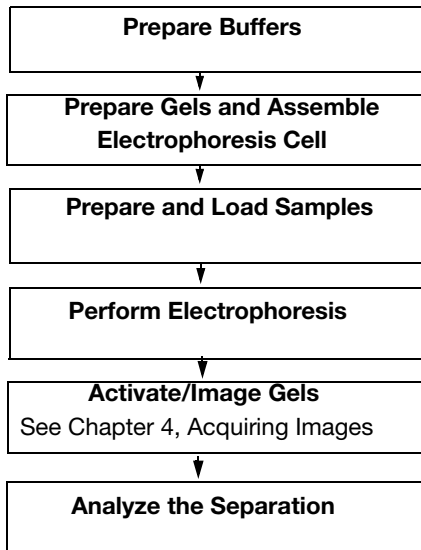 Prepare Buffers
Prepare Gels and Assemble
Electrophoresis Cell
Prepare and Load Samples
Perform Electrophoresis
Activate/Image Gels
See Chapter 4, Acquiring Images
Analyze the Separation